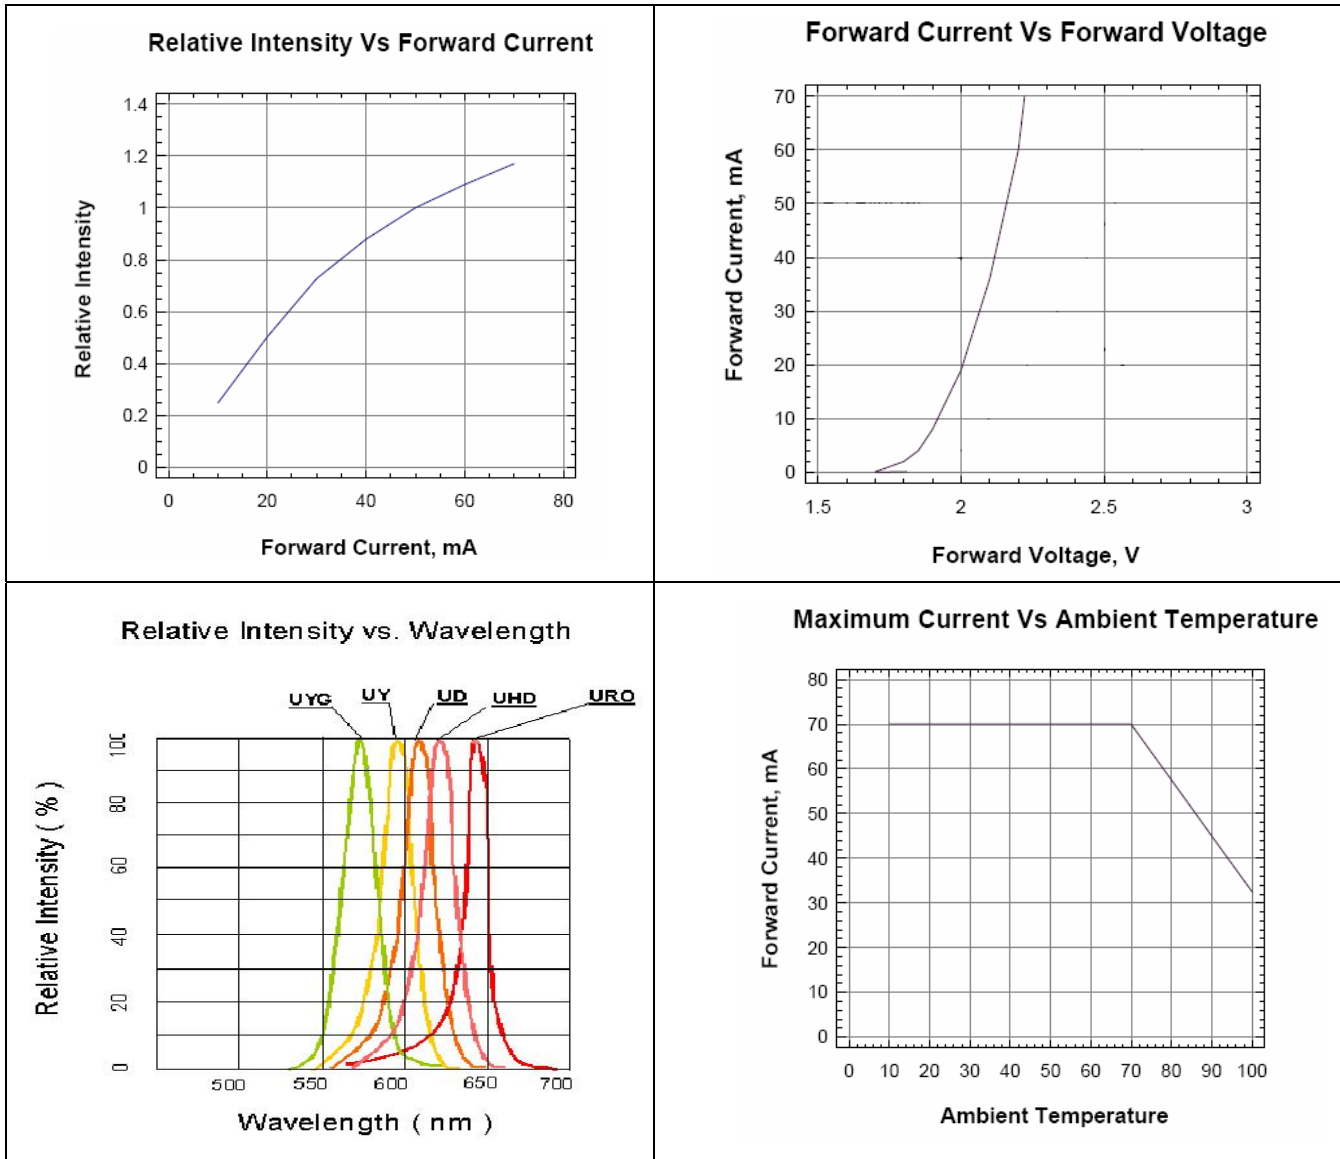 Relative Intensity Vs Forward Current
1.4
1.2
1
0.8
0.6
0.4
0.2
0
Relative Intensity
0 20 40 60 80
Forward Current, mA
Forward Current Vs Forward Voltage
70
60
50
40
30
20
10
0
Forward Current, mA
1.5 2 2.5 3
Forward Voltage, V
Relative Intensity vs. Wavelength
UYG UY UD UHD URO
100
80
60
40
20
0
Relative Intensity ( % )
500 550 600 650 700
Wavelength ( nm )
Maximum Current Vs Ambient Temperature
80
70
60
50
40
30
20
10
0
Forward Current, mA
0 10 20 30 40 50 60 70 80 90 100
Ambient Temperature